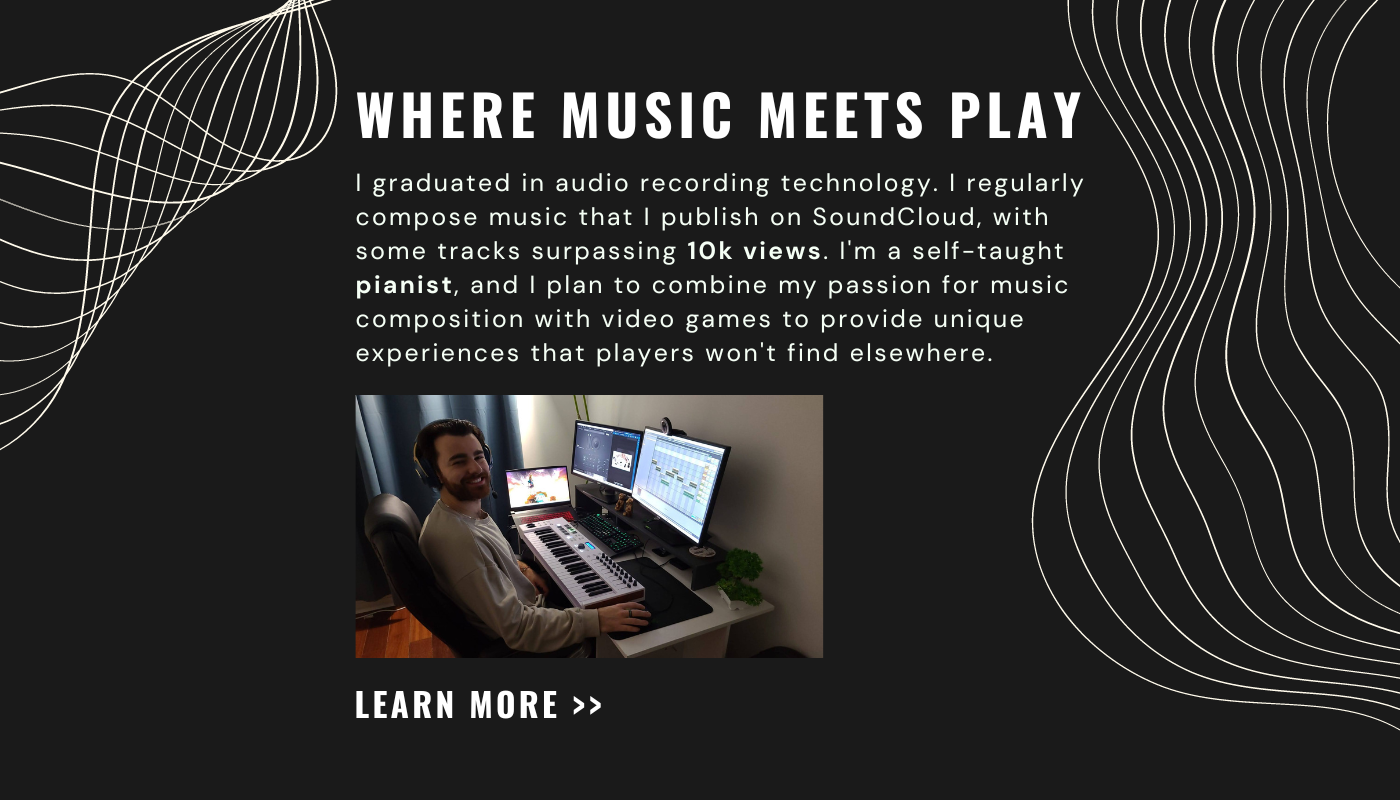 WHERE MUSIC MEETS PLAY
I graduated in audio recording technology. I regularly
compose music that I publish on SoundCloud, with
some tracks surpassing 10k views. I'm a self-taught
pianist, and I plan to combine my passion for music
composition with video games to provide unique
experiences that players won't find elsewhere.
LEARN MORE >>